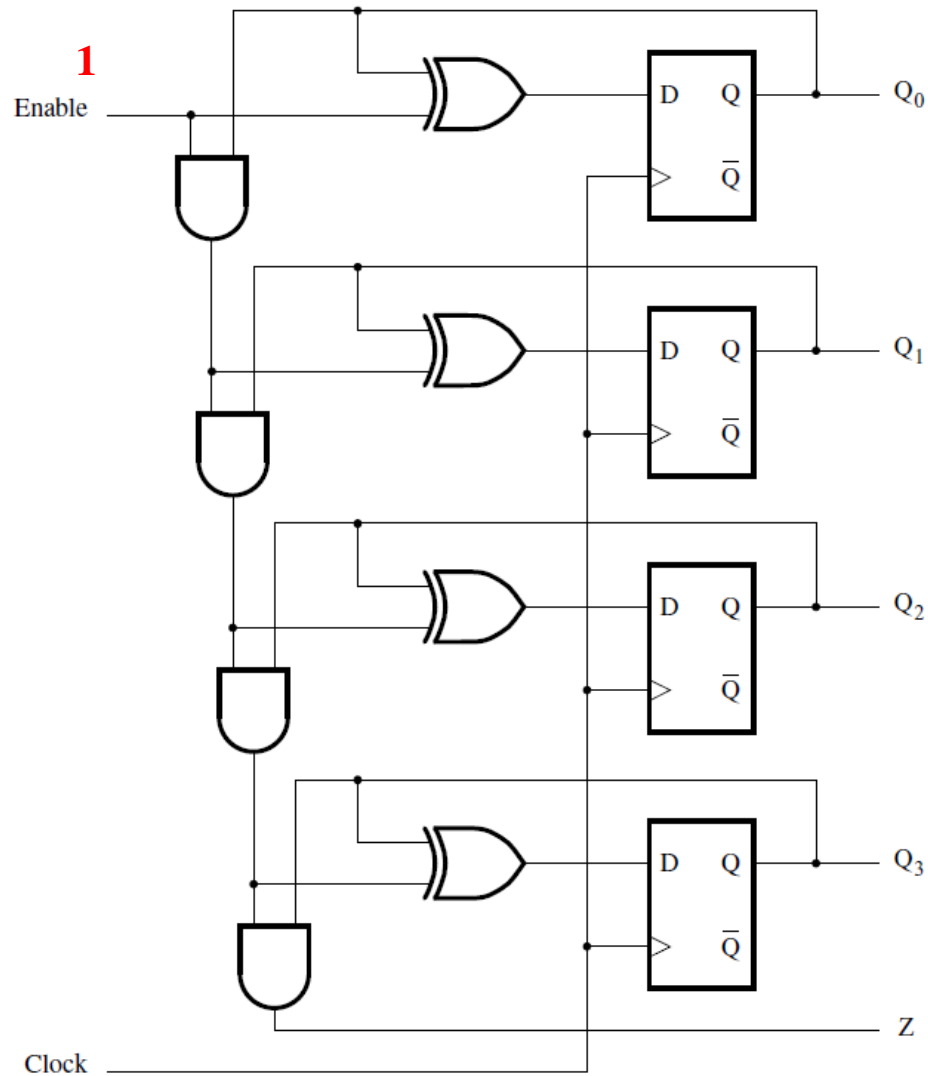 1
Enable
D Q Q₀
Q̅
D Q Q₁
Q̅
D Q Q₂
Q̅
D Q Q₃
Q̅
Z
Clock